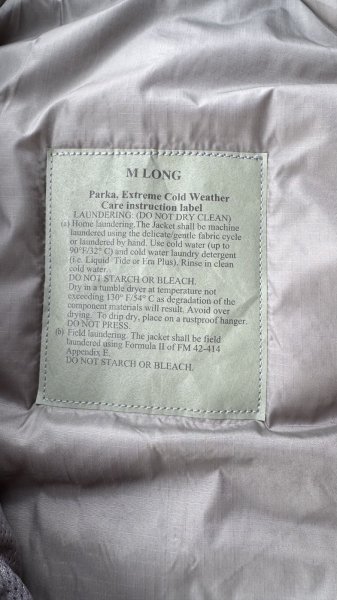 M LONG
Parka, Extreme Cold Weather
Care instruction label
LAUNDERING: (DO NOT DRY CLEAN)
(a) Home laundering.The Jacket shall be machine
laundered using the delicate/gentle fabric cycle
or laundered by hand. Use cold water (up to
90°F/32° C) and cold water laundry detergent
(i.e. Liquid Tide or Era Plus). Rinse in clean
cold water.
DO NOT STARCH OR BLEACH.
Dry in a tumble dryer at temperature not
exceeding 130° F/54° C as degradation of the
component materials will result. Avoid over
drying. To drip dry, place on a rustproof hanger.
DO NOT PRESS.
(b) Field laundering. The jacket shall be field
laundered using Formula II of FM 42-414
Appendix E.
DO NOT STARCH OR BLEACH.